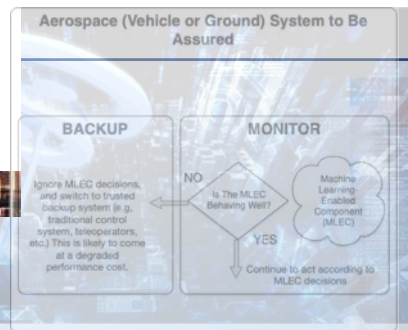 Aerospace (Vehicle or Ground) System to Be
Assured
BACKUP
Ignore MLEC decisions,
and switch to trusted
backup system (e.g,
traditional control
system, teleoperators,
etc.) This is likely to come
at a degraded
performance cost.
MONITOR
NO
Is The MLEC
Behaving Well?
Machine
Learning-
Enabled
Component
(MLEC)
YES
Continue to act according to
MLEC decisions